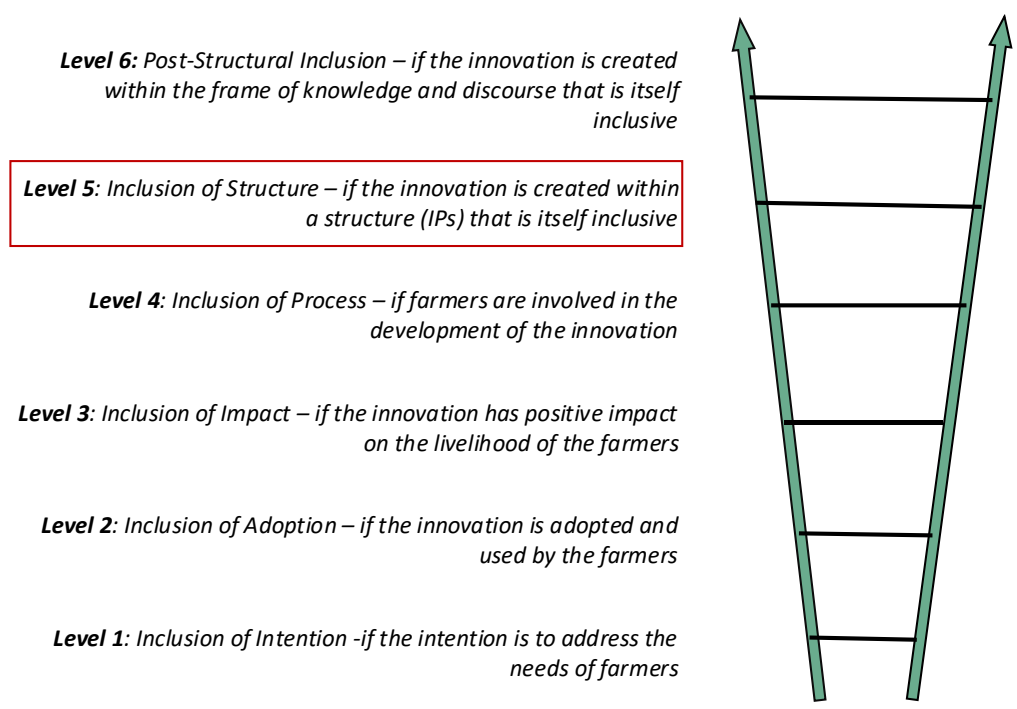 Level 6: Post-Structural Inclusion – if the innovation is created
within the frame of knowledge and discourse that is itself
inclusive
Level 5: Inclusion of Structure – if the innovation is created within
a structure (IPs) that is itself inclusive
Level 4: Inclusion of Process – if farmers are involved in the
development of the innovation
Level 3: Inclusion of Impact – if the innovation has positive impact
on the livelihood of the farmers
Level 2: Inclusion of Adoption – if the innovation is adopted and
used by the farmers
Level 1: Inclusion of Intention -if the intention is to address the
needs of farmers